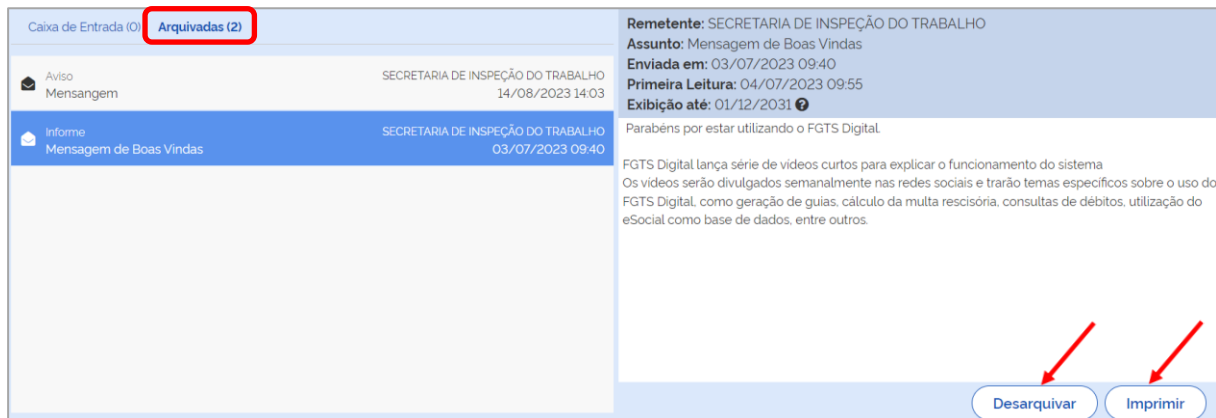 Caixa de Entrada (0) Arquivadas (2)
Aviso SECRETARIA DE INSPEÇÃO DO TRABALHO
Mensangem 14/08/2023 14:03
Informe SECRETARIA DE INSPEÇÃO DO TRABALHO
Mensagem de Boas Vindas 03/07/2023 09:40
Remetente: SECRETARIA DE INSPEÇÃO DO TRABALHO
Assunto: Mensagem de Boas Vindas
Enviada em: 03/07/2023 09:40
Primeira Leitura: 04/07/2023 09:55
Exibição até: 01/12/2031 ?
Parabéns por estar utilizando o FGTS Digital.
FGTS Digital lança série de vídeos curtos para explicar o funcionamento do sistema
Os vídeos serão divulgados semanalmente nas redes sociais e trarão temas específicos sobre o uso do
FGTS Digital, como geração de guias, cálculo da multa rescisória, consultas de débitos, utilização do
eSocial como base de dados, entre outros.
Desarquivar Imprimir